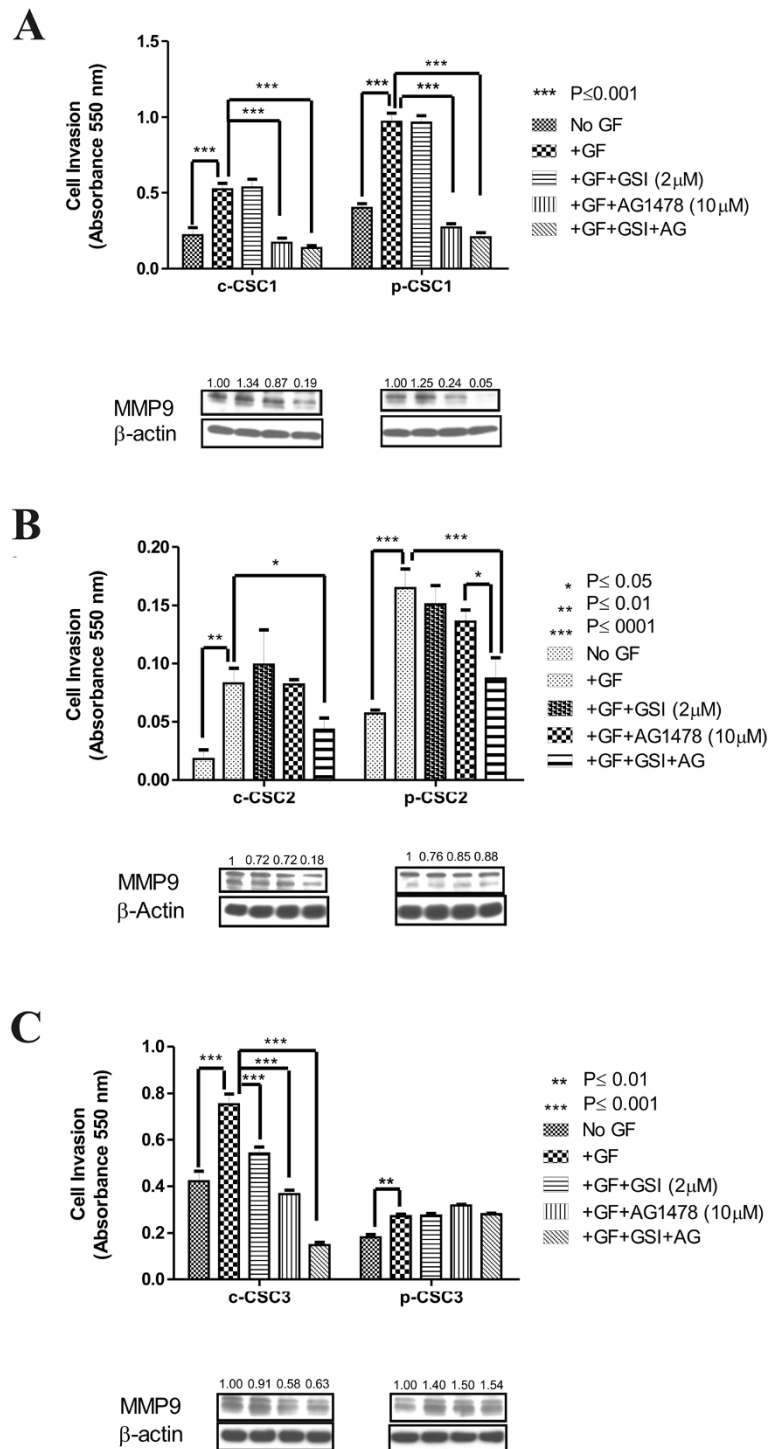 A
1.5
1.0
0.5
0.0
Cell Invasion
(Absorbance 550 nm)
***
***
***
***
***
***
c-CSC1
p-CSC1
*** P≤0.001
No GF
+GF
+GF+GSI (2μM)
+GF+AG1478 (10μM)
+GF+GSI+AG
1.00 1.34 0.87 0.19
1.00 1.25 0.24 0.05
MMP9
β-actin
B
0.20
0.15
0.10
0.05
0.00
Cell Invasion
(Absorbance 550 nm)
**
*
***
***
*
c-CSC2
p-CSC2
* P≤ 0.05
** P≤ 0.01
*** P≤ 0001
No GF
+GF
+GF+GSI (2μM)
+GF+AG1478 (10μM)
+GF+GSI+AG
1 0.72 0.72 0.18
1 0.76 0.85 0.88
MMP9
β-Actin
C
1.0
0.8
0.6
0.4
0.2
0.0
Cell Invasion
(Absorbance 550 nm)
***
***
***
***
**
c-CSC3
p-CSC3
** P≤ 0.01
*** P≤ 0.001
No GF
+GF
+GF+GSI (2μM)
+GF+AG1478 (10μM)
+GF+GSI+AG
1.00 0.91 0.58 0.63
1.00 1.40 1.50 1.54
MMP9
β-actin